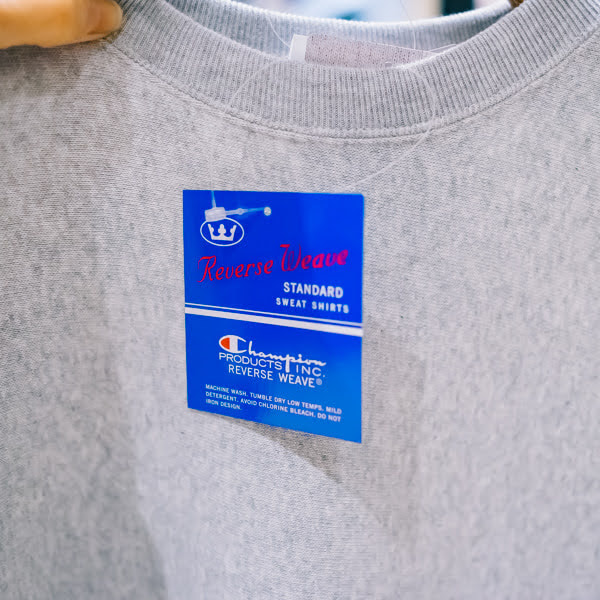 Reverse Weave
STANDARD
SWEAT SHIRTS
Champion
PRODUCTS INC.
REVERSE WEAVE®
MACHINE WASH. TUMBLE DRY LOW TEMPS. MILD
DETERGENT. AVOID CHLORINE BLEACH. DO NOT
IRON DESIGN.